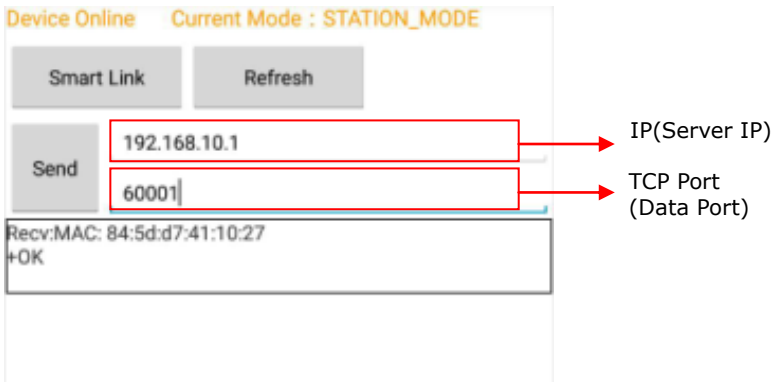 Device Online Current Mode : STATION_MODE
Smart Link Refresh
192.168.10.1
IP(Server IP)
Send
60001
TCP Port
(Data Port)
Recv:MAC: 84:5d:d7:41:10:27
+OK